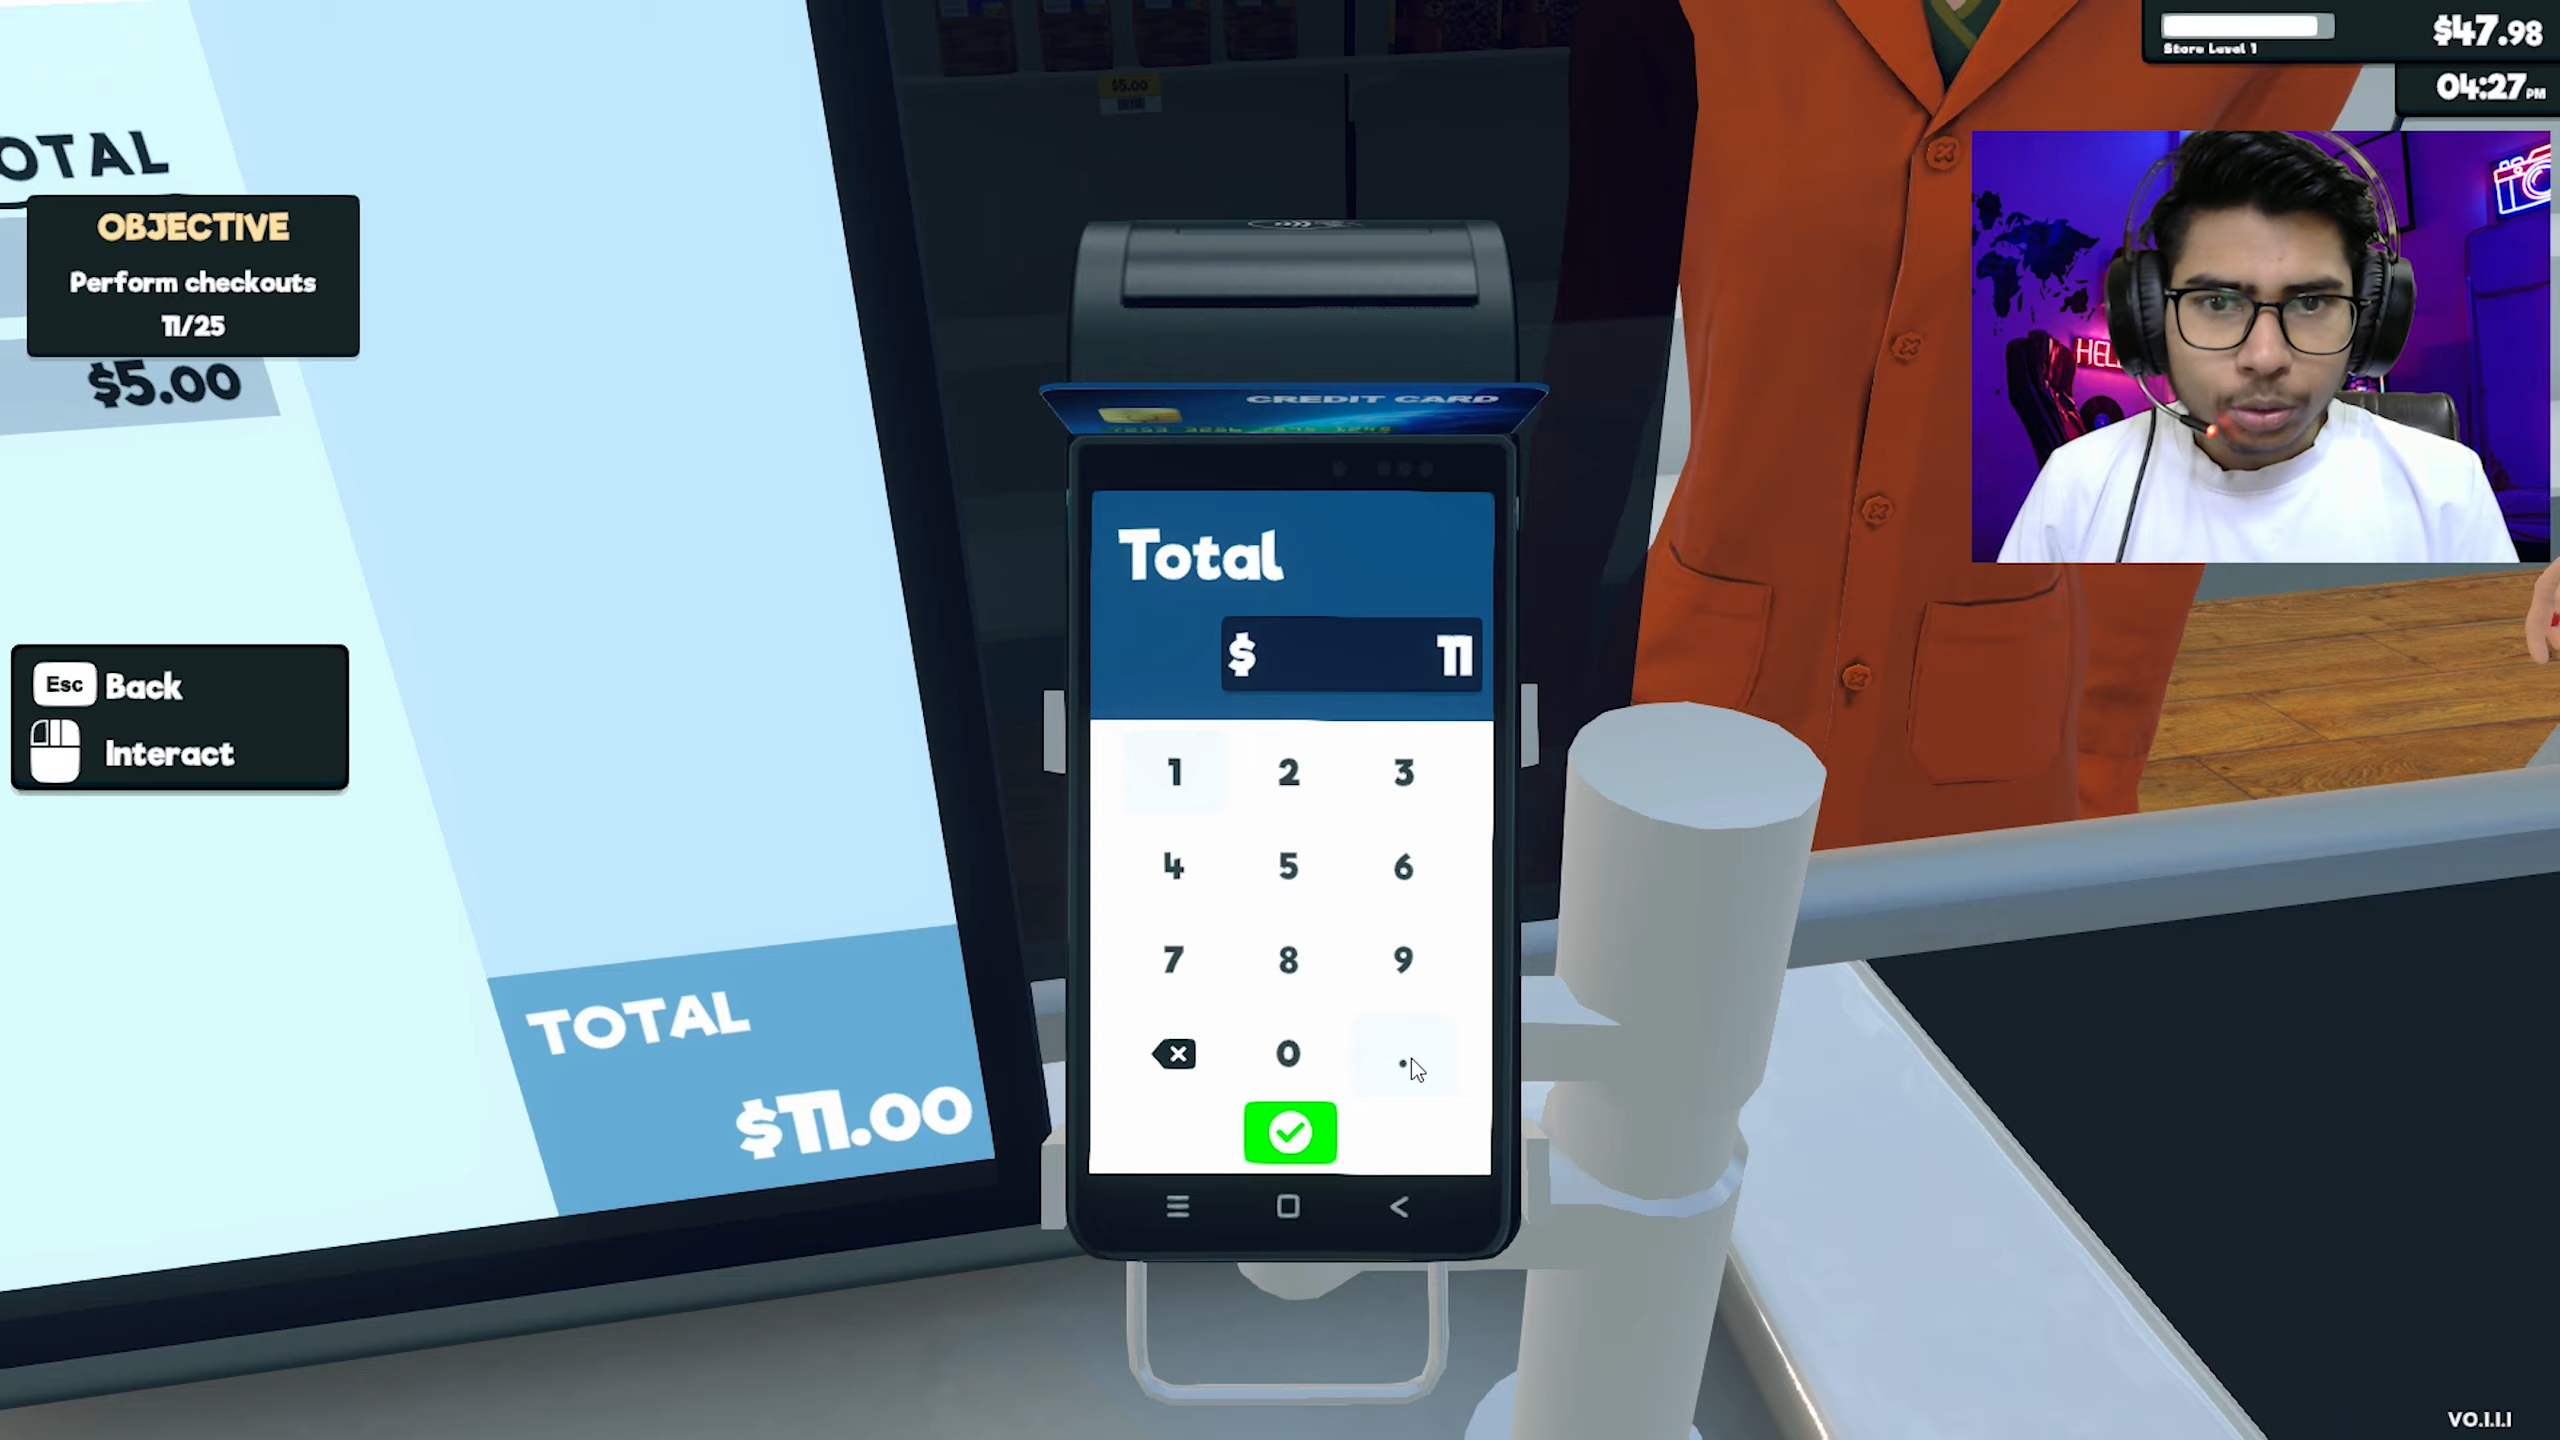 $47.98
Store Level 1
04:27PM
$5.00
OTAL
OBJECTIVE
Perform checkouts
11/25
$5.00
HEL
CREDIT CARD
Total
$ 11
Esc Back
Interact
1 2 3
4 5 6
7 8 9
0 .
TOTAL
$11.00
V0.1.1.1